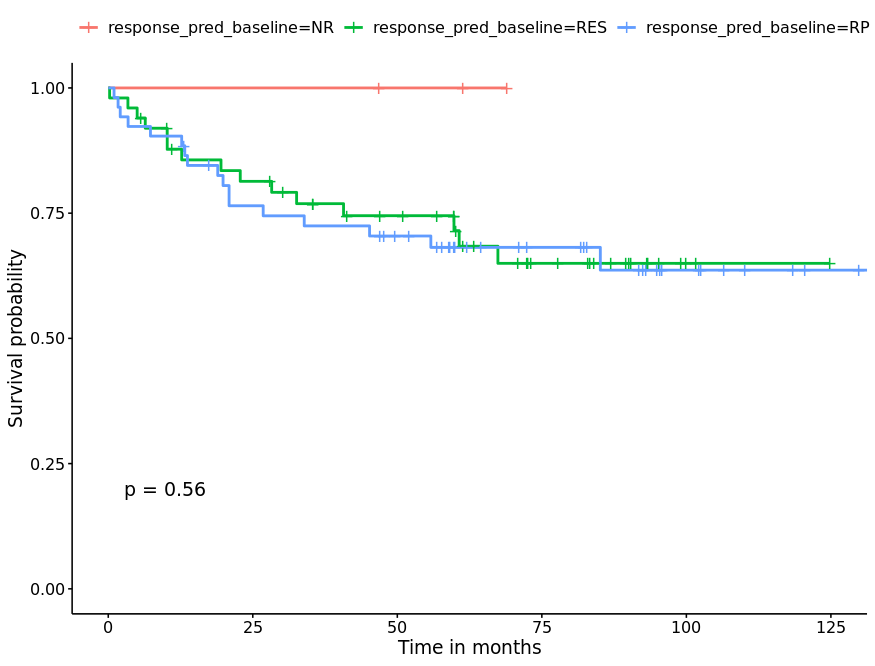 response_pred_baseline=NR response_pred_baseline=RES response_pred_baseline=RP
1.00
0.75
0.50
0.25
0.00
Survival probability
p = 0.56
0 25 50 75 100 125
Time in months